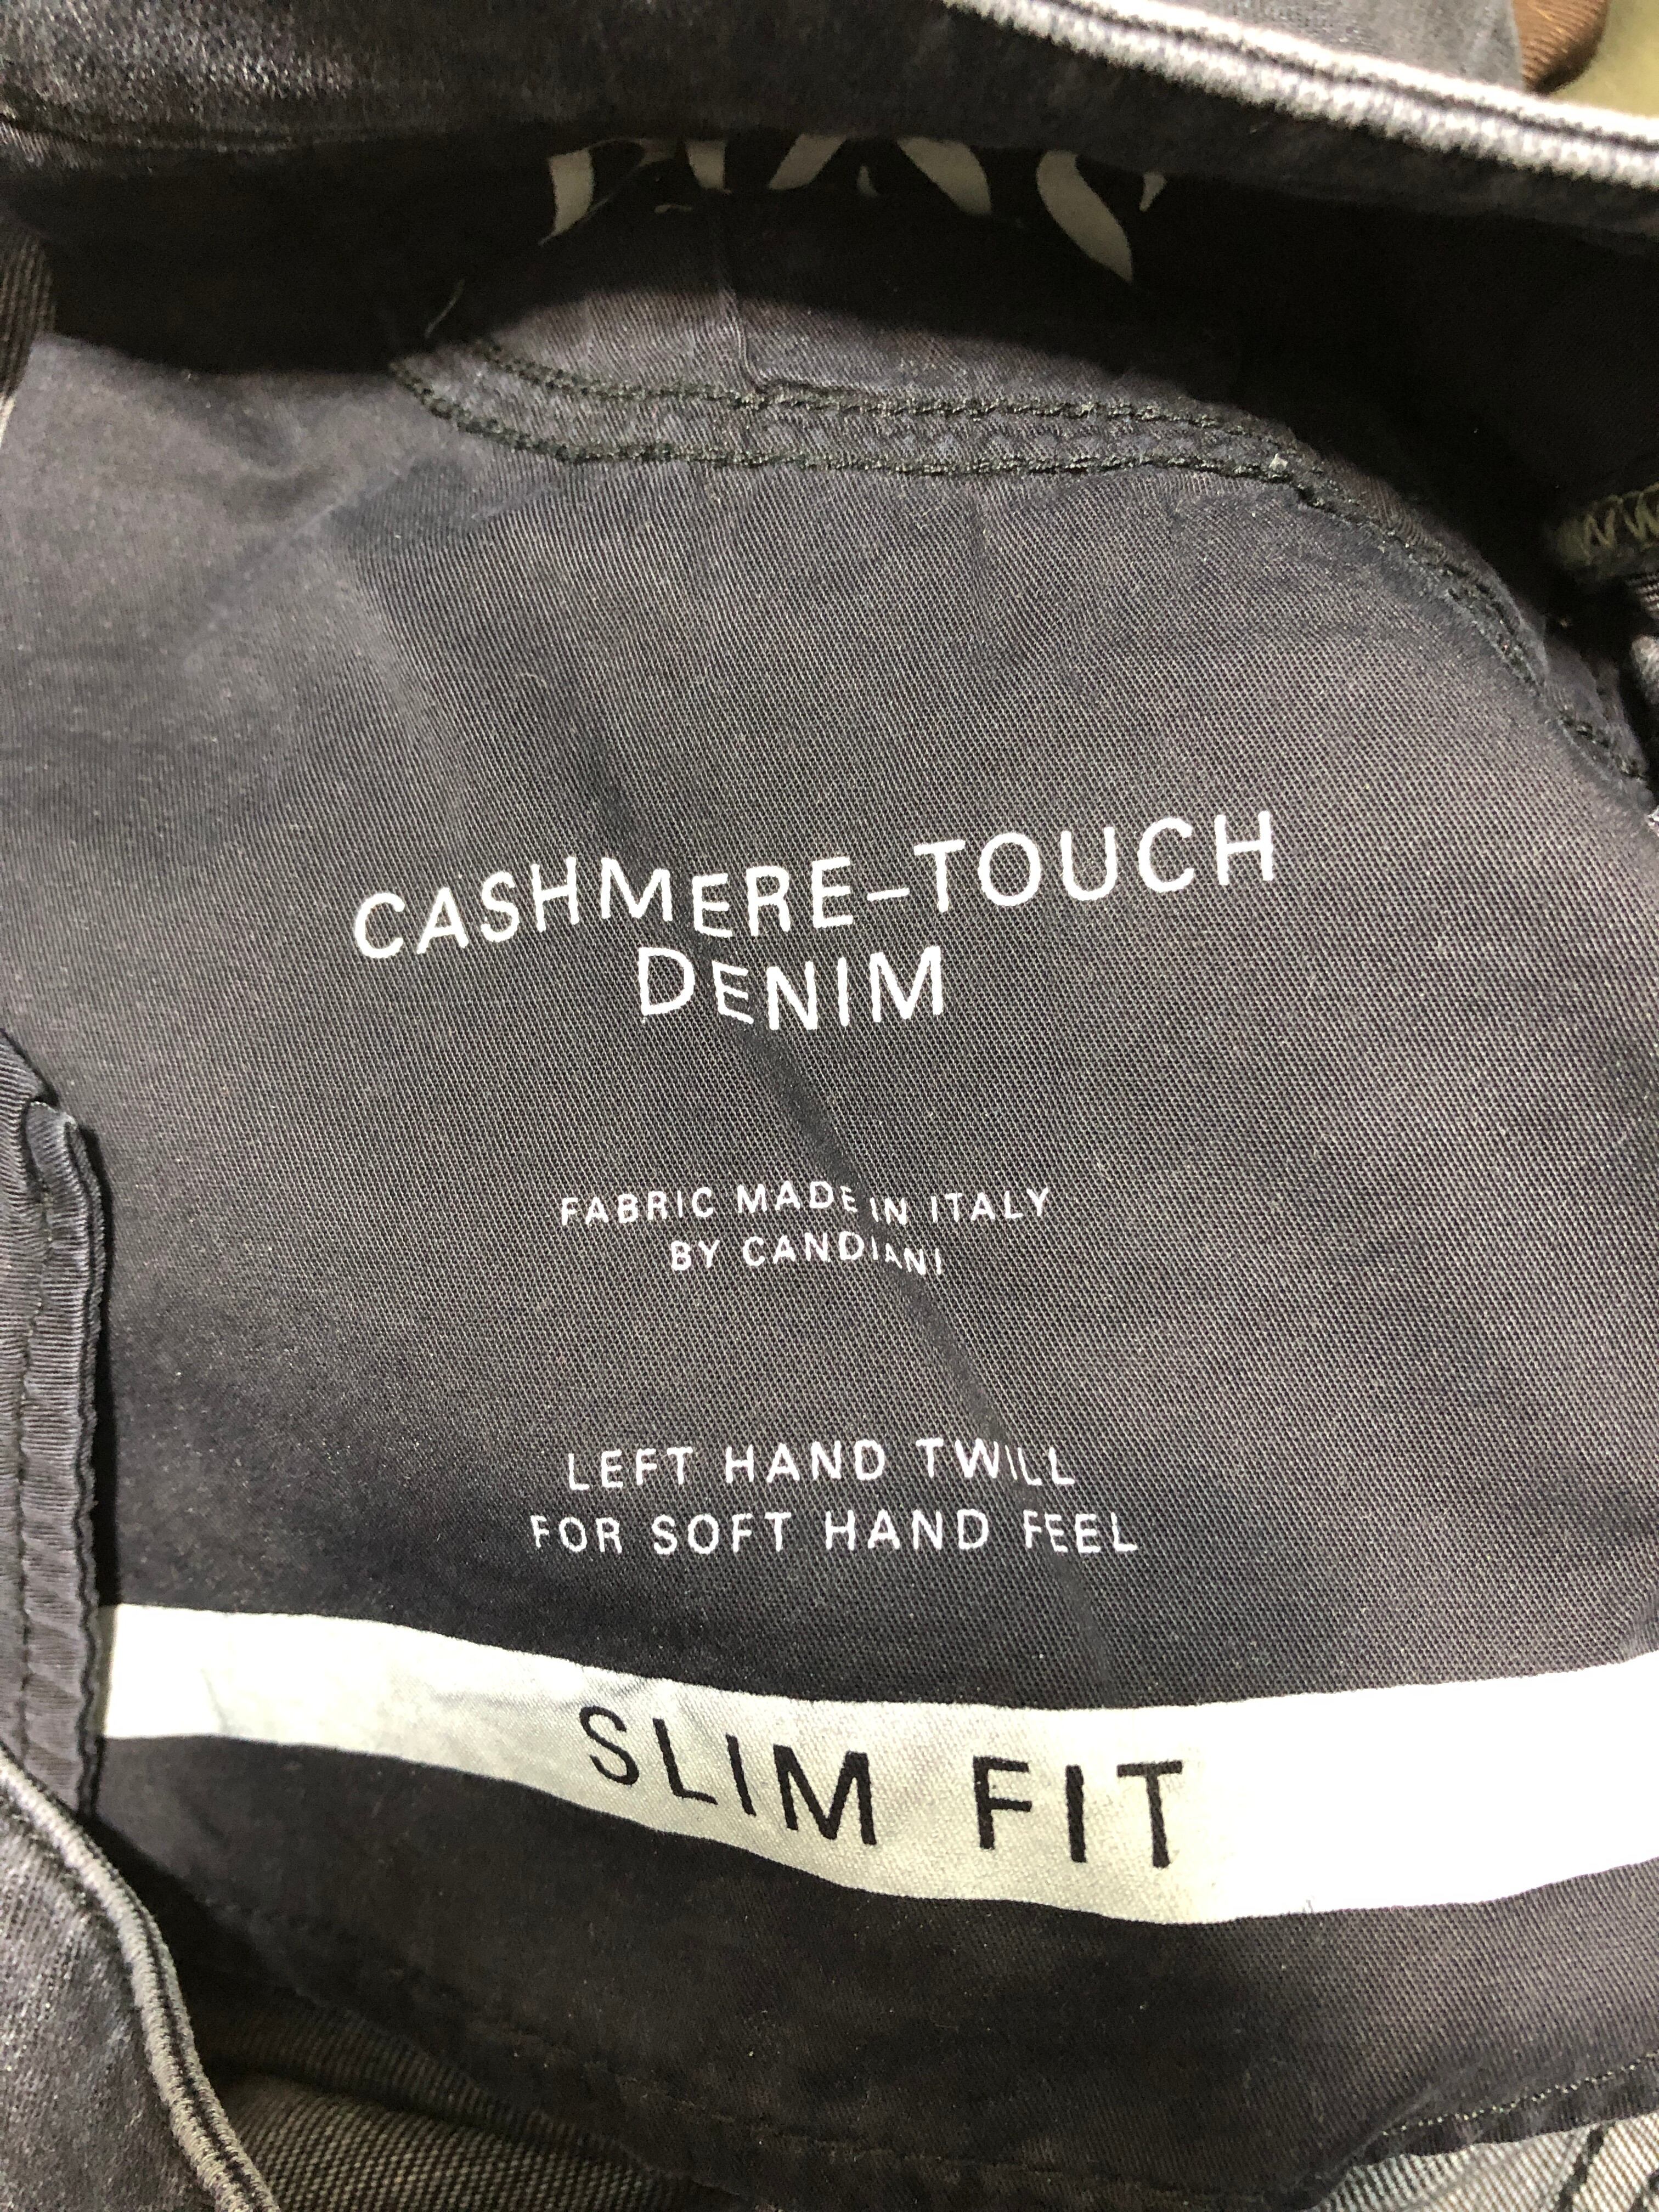 CASHMERE-TOUCH
DENIM
FABRIC MADE IN ITALY
BY CANDIANI
LEFT HAND TWILL
FOR SOFT HAND FEEL
SLIM FIT